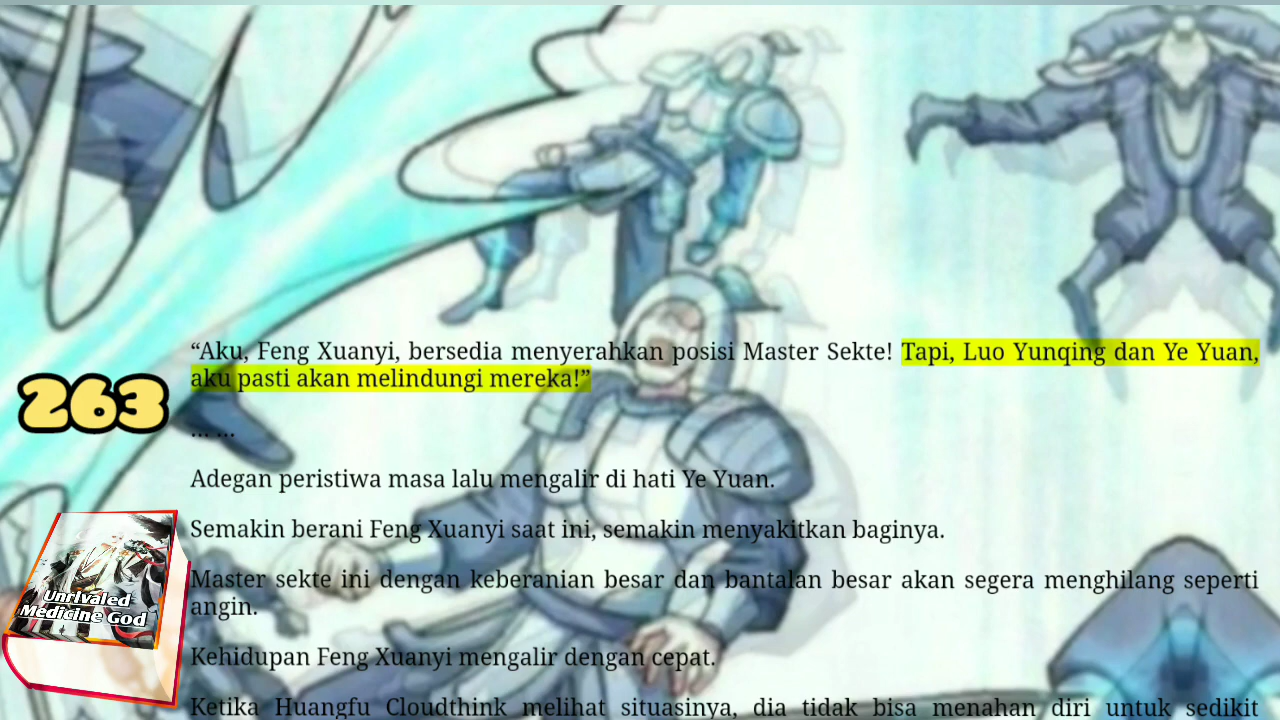 “Aku, Feng Xuanyi, bersedia menyerahkan posisi Master Sekte! Tapi, Luo Yunqing dan Ye Yuan,
aku pasti akan melindungi mereka!”
263
... ...
Adegan peristiwa masa lalu mengalir di hati Ye Yuan.
Semakin berani Feng Xuanyi saat ini, semakin menyakitkan baginya.
Master sekte ini dengan keberanian besar dan bantalan besar akan segera menghilang seperti
angin.
Unrivaled
Medicine God
Kehidupan Feng Xuanyi mengalir dengan cepat.
Ketika Huangfu Cloudthink melihat situasinya, dia tidak bisa menahan diri untuk sedikit